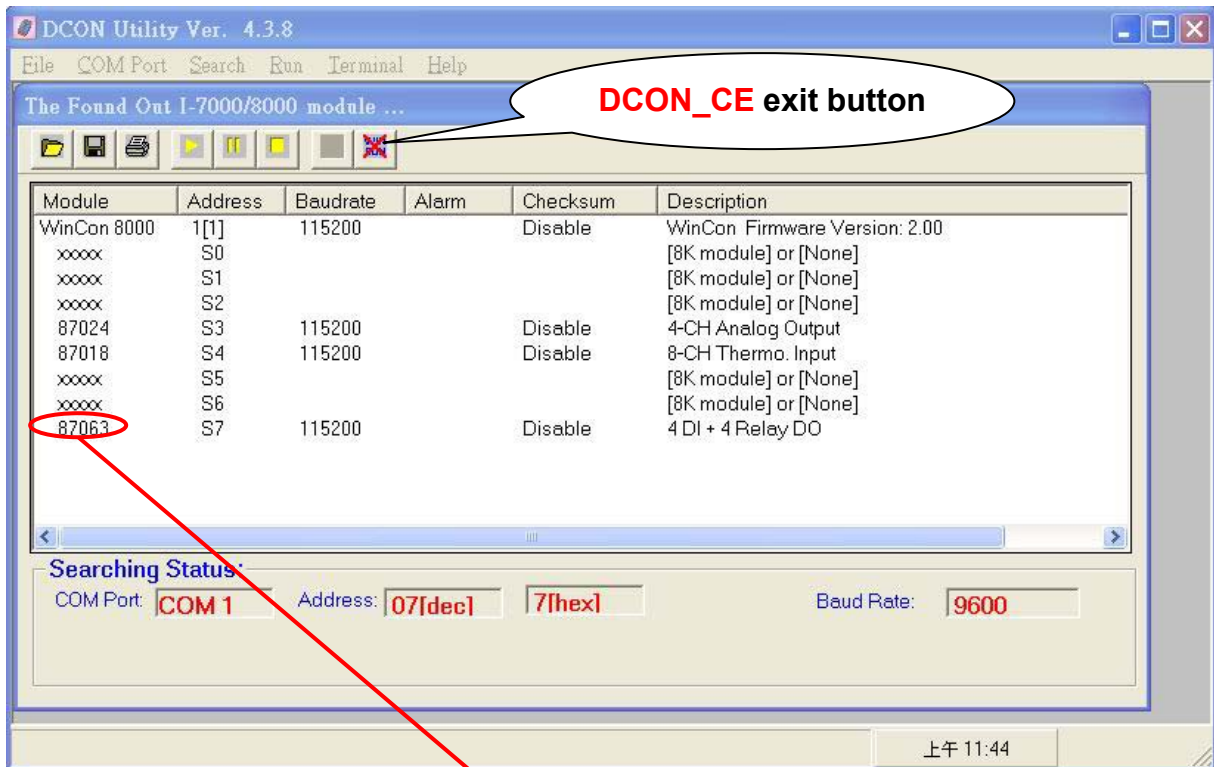 DCON Utility Ver. 4.3.8
File COM Port Search Run Terminal Help
The Found Out I-7000/8000 module ...
DCON_CE exit button
Module Address Baudrate Alarm Checksum Description
WinCon 8000 1[1] 115200 Disable WinCon Firmware Version: 2.00
xxxxx S0 [8K module] or [None]
xxxxx S1 [8K module] or [None]
xxxxx S2 [8K module] or [None]
87024 S3 115200 Disable 4-CH Analog Output
87018 S4 115200 Disable 8-CH Thermo. Input
xxxxx S5 [8K module] or [None]
xxxxx S6 [8K module] or [None]
87063 S7 115200 Disable 4 DI + 4 Relay DO
Searching Status:
COM Port: COM 1 Address: 07[dec] 7[hex] Baud Rate: 9600
上午 11:44